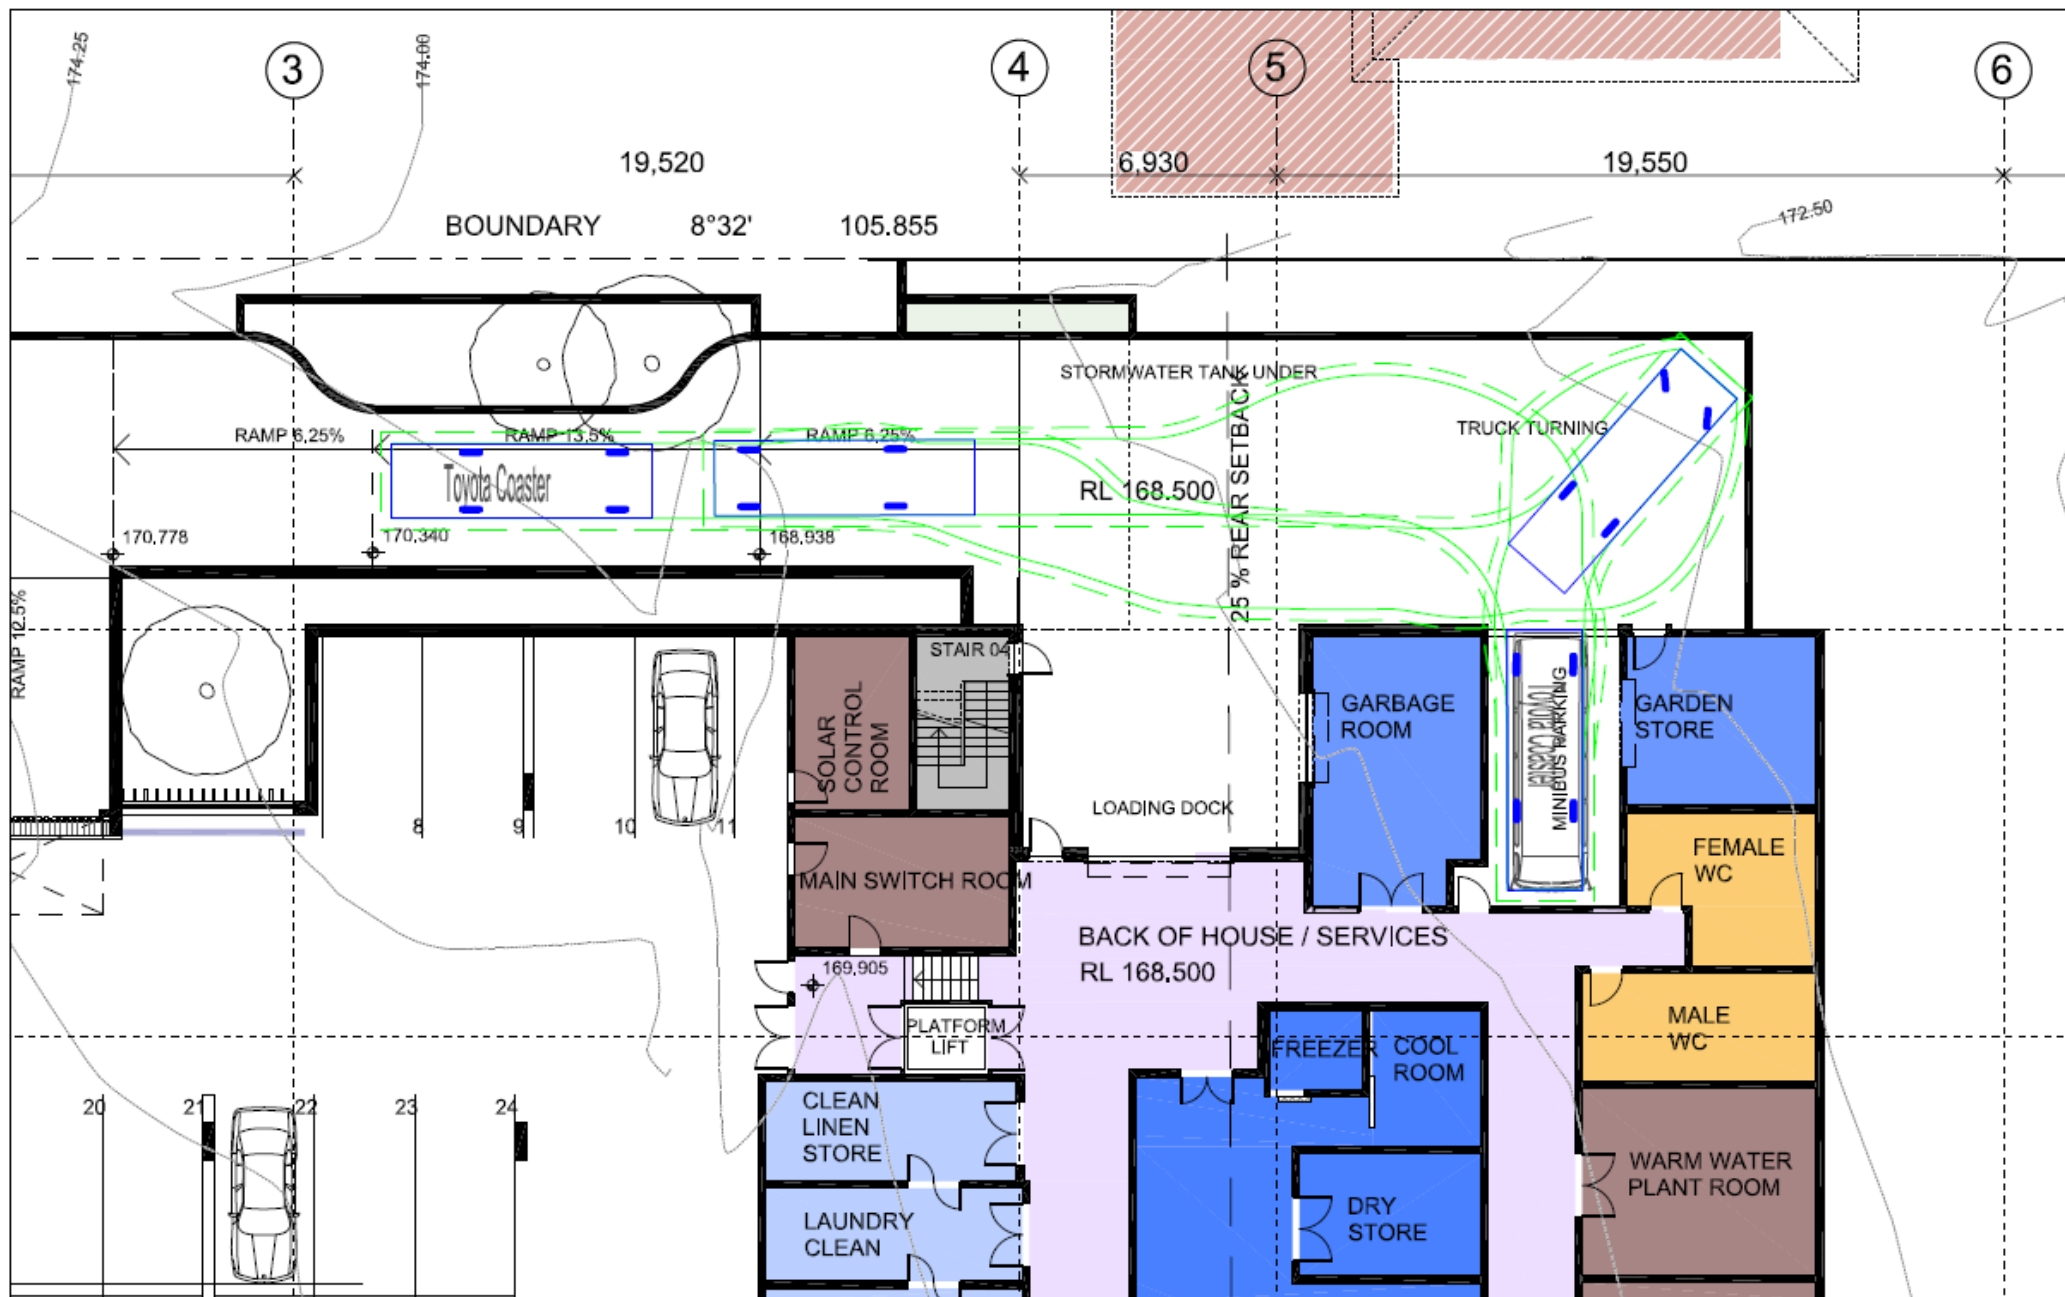 174.25
174.00
3
4
5
6
19,520
6,930
19,550
BOUNDARY 8°32' 105.855
172.50
STORMWATER TANK UNDER
TRUCK TURNING
RAMP 6,25%
RAMP 13,5%
RAMP 6,25%
Toyota Coaster
RL 168.500
25 % REAR SETBACK
170,778
170,340
168,938
RAMP 12.5%
STAIR 04
SOLAR
CONTROL
ROOM
GARBAGE
ROOM
Toyota Coaster
MINIBUS PARKING
GARDEN
STORE
LOADING DOCK
8
9
10
11
MAIN SWITCH ROOM
FEMALE
WC
BACK OF HOUSE / SERVICES
RL 168.500
169,905
PLATFORM
LIFT
FREEZER
COOL
ROOM
MALE
WC
20
21
22
23
24
CLEAN
LINEN
STORE
WARM WATER
PLANT ROOM
LAUNDRY
CLEAN
DRY
STORE